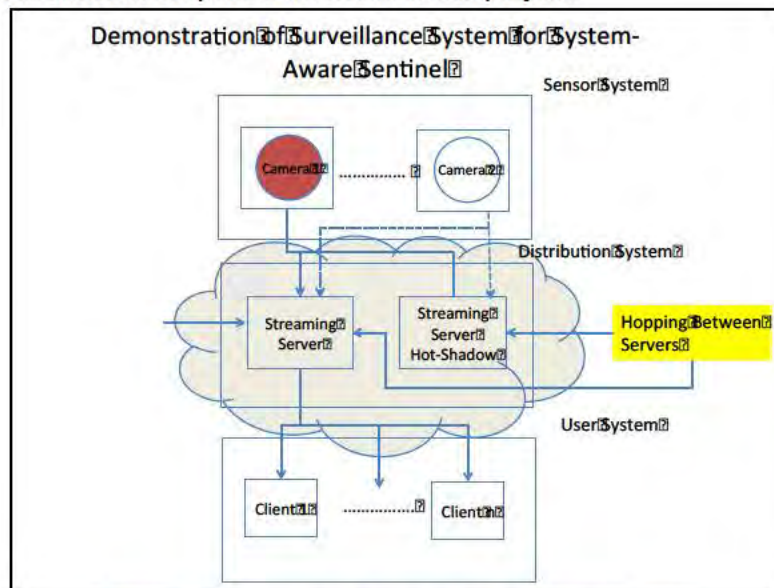 Demonstration of Surveillance System for System-
Aware Sentinel
Sensor System
Camera 1
...............
Camera 2
Distribution System
Streaming
Server
Streaming
Server
Hot-Shadow
Hopping Between
Servers
User System
Client 1
................
Client n